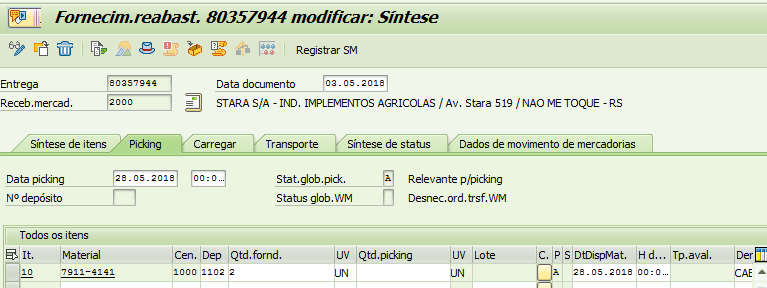 Fornecim.reabast. 80357944 modificar: Síntese
Registrar SM
Entrega 80357944 Data documento 03.05.2018
Receb.mercad. 2000 STARA S/A - IND. IMPLEMENTOS AGRICOLAS / Av. Stara 519 / NAO ME TOQUE - RS
Síntese de itens Picking Carregar Transporte Síntese de status Dados de movimento de mercadorias
Data picking 28.05.2018 00:0... Stat.glob.pick. A Relevante p/picking
Nº depósito Status glob.WM Desnec.ord.trsf.WM
Todos os itens
It. Material Cen. Dep Qtd.fornd. UV Qtd.picking UV Lote C. P S DtDispMat. H d... Tp.aval. Der
10 7911-4141 1000 1102 2 UN UN A 28.05.2018 00:0... CAE